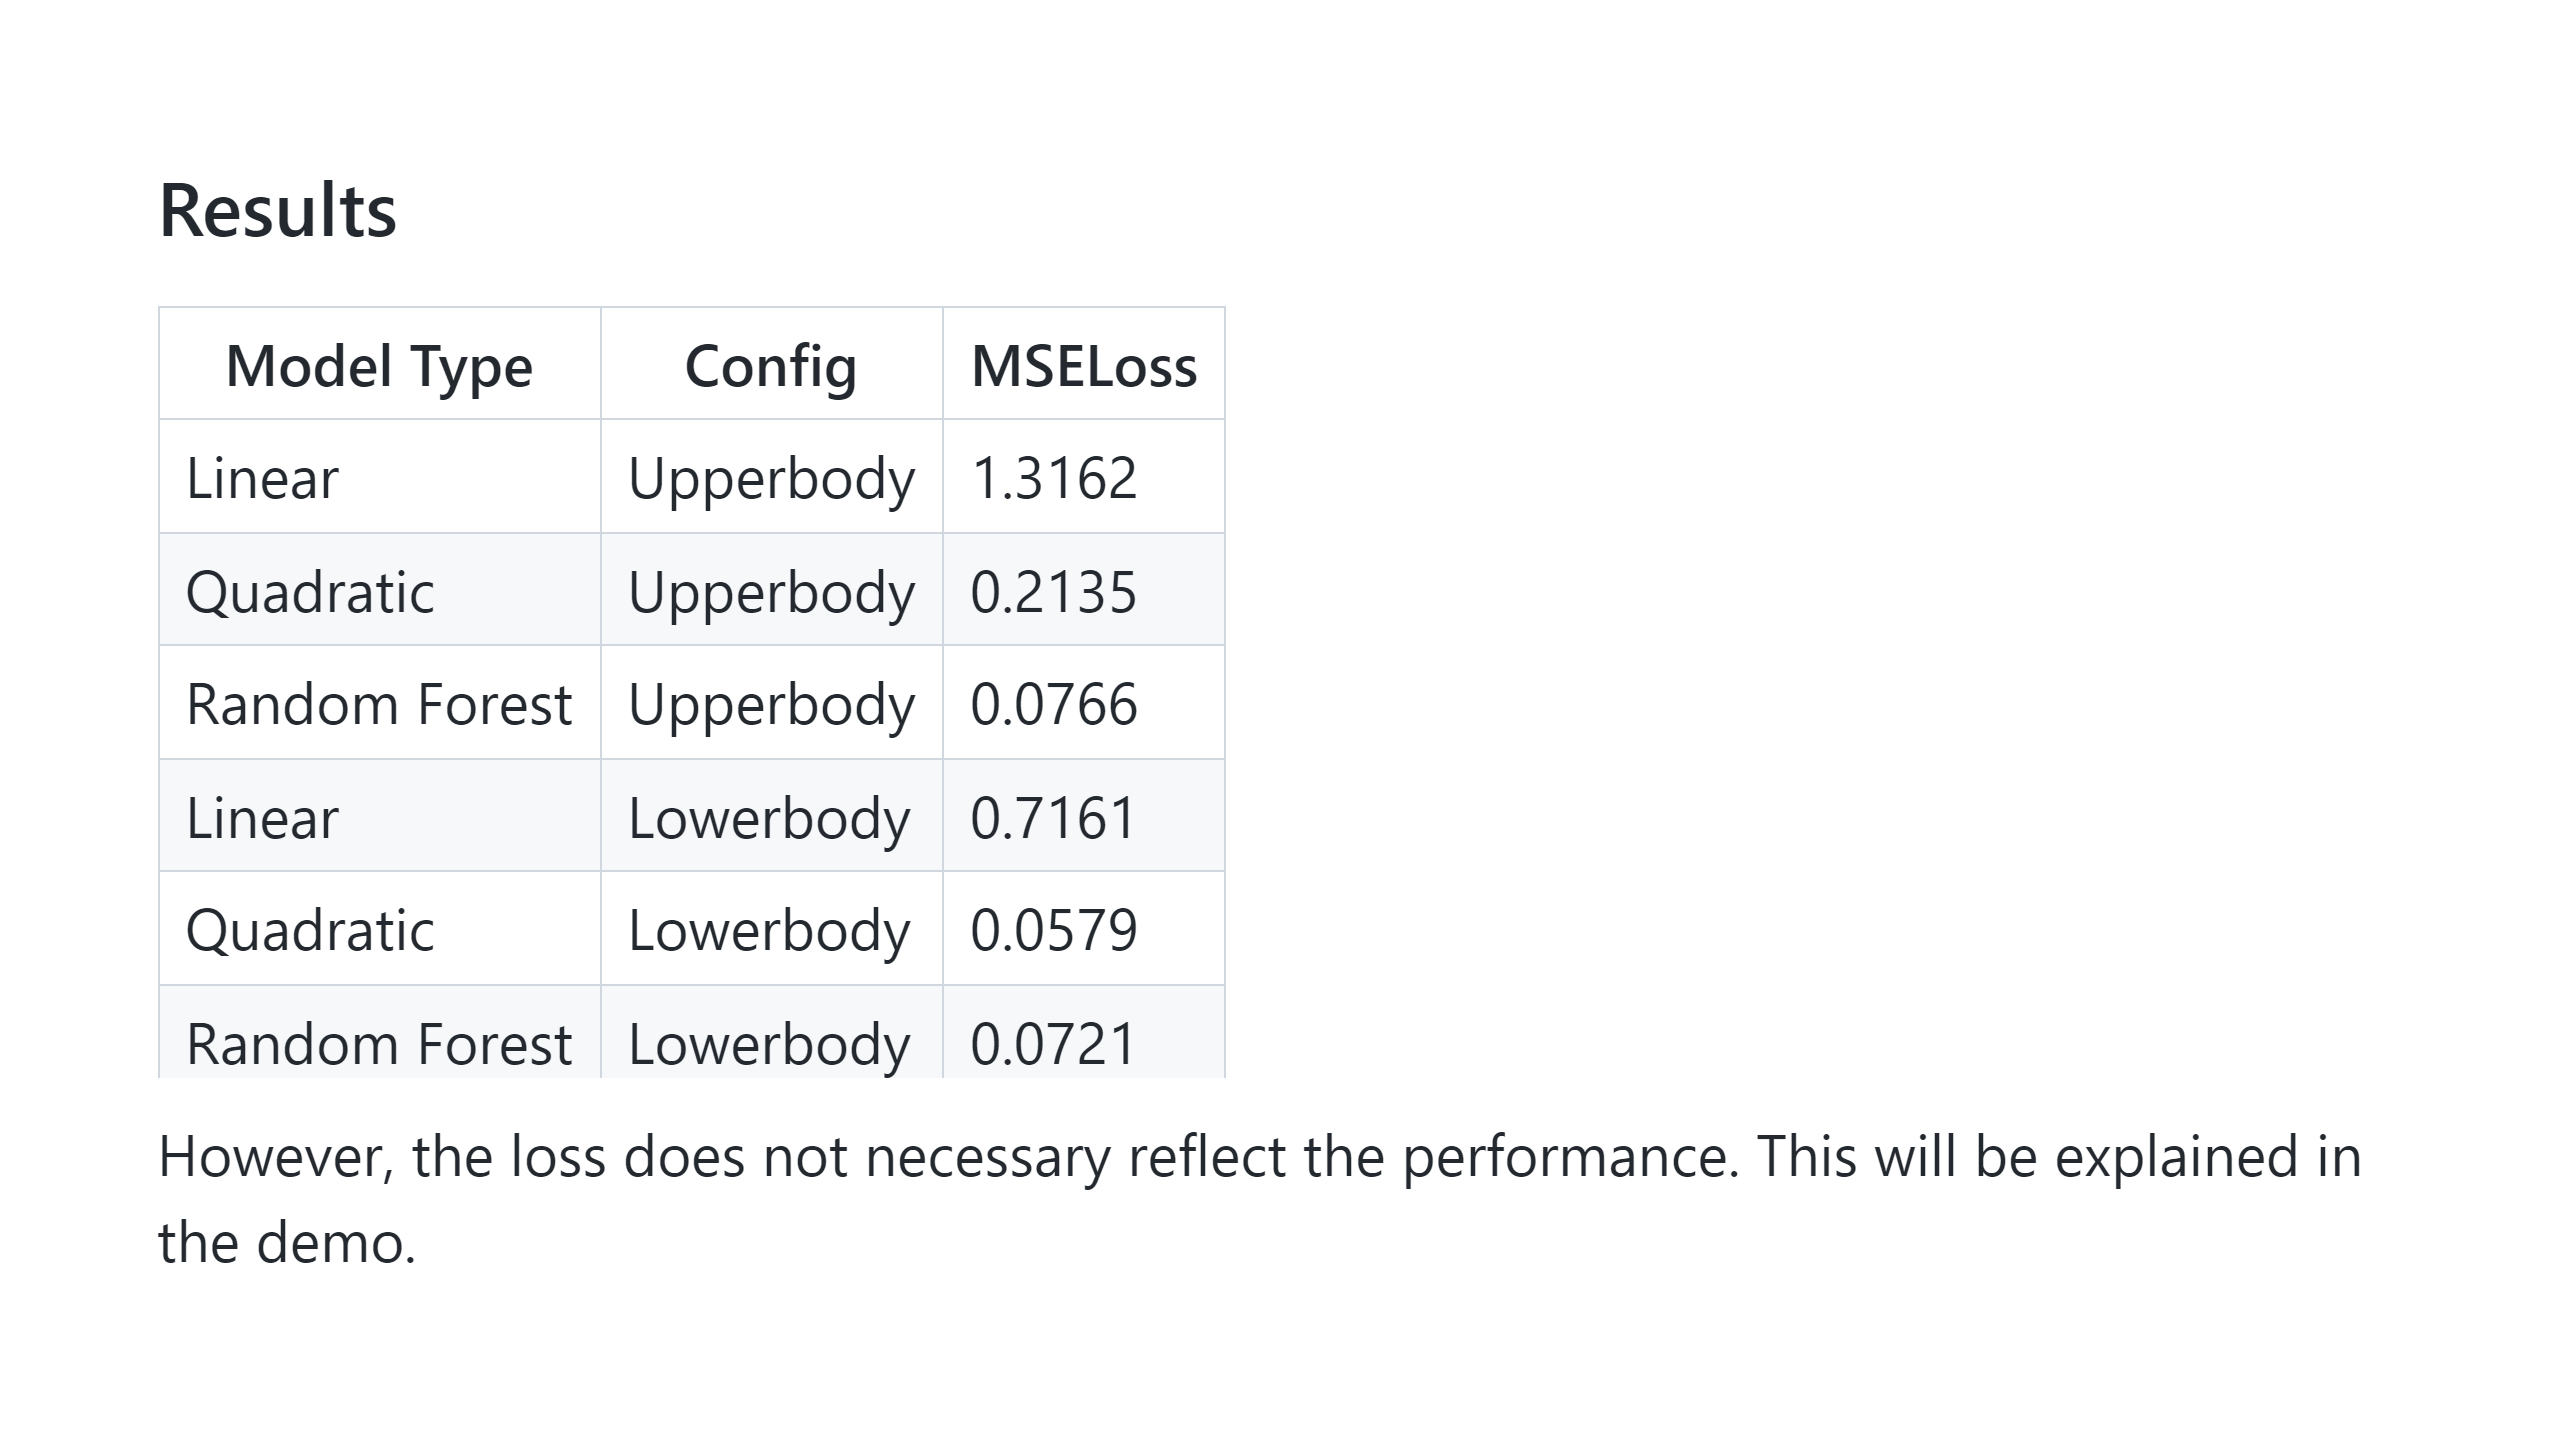 Results
Model Type Config MSELoss
Linear Upperbody 1.3162
Quadratic Upperbody 0.2135
Random Forest Upperbody 0.0766
Linear Lowerbody 0.7161
Quadratic Lowerbody 0.0579
Random Forest Lowerbody 0.0721
However, the loss does not necessary reflect the performance. This will be explained in
the demo.